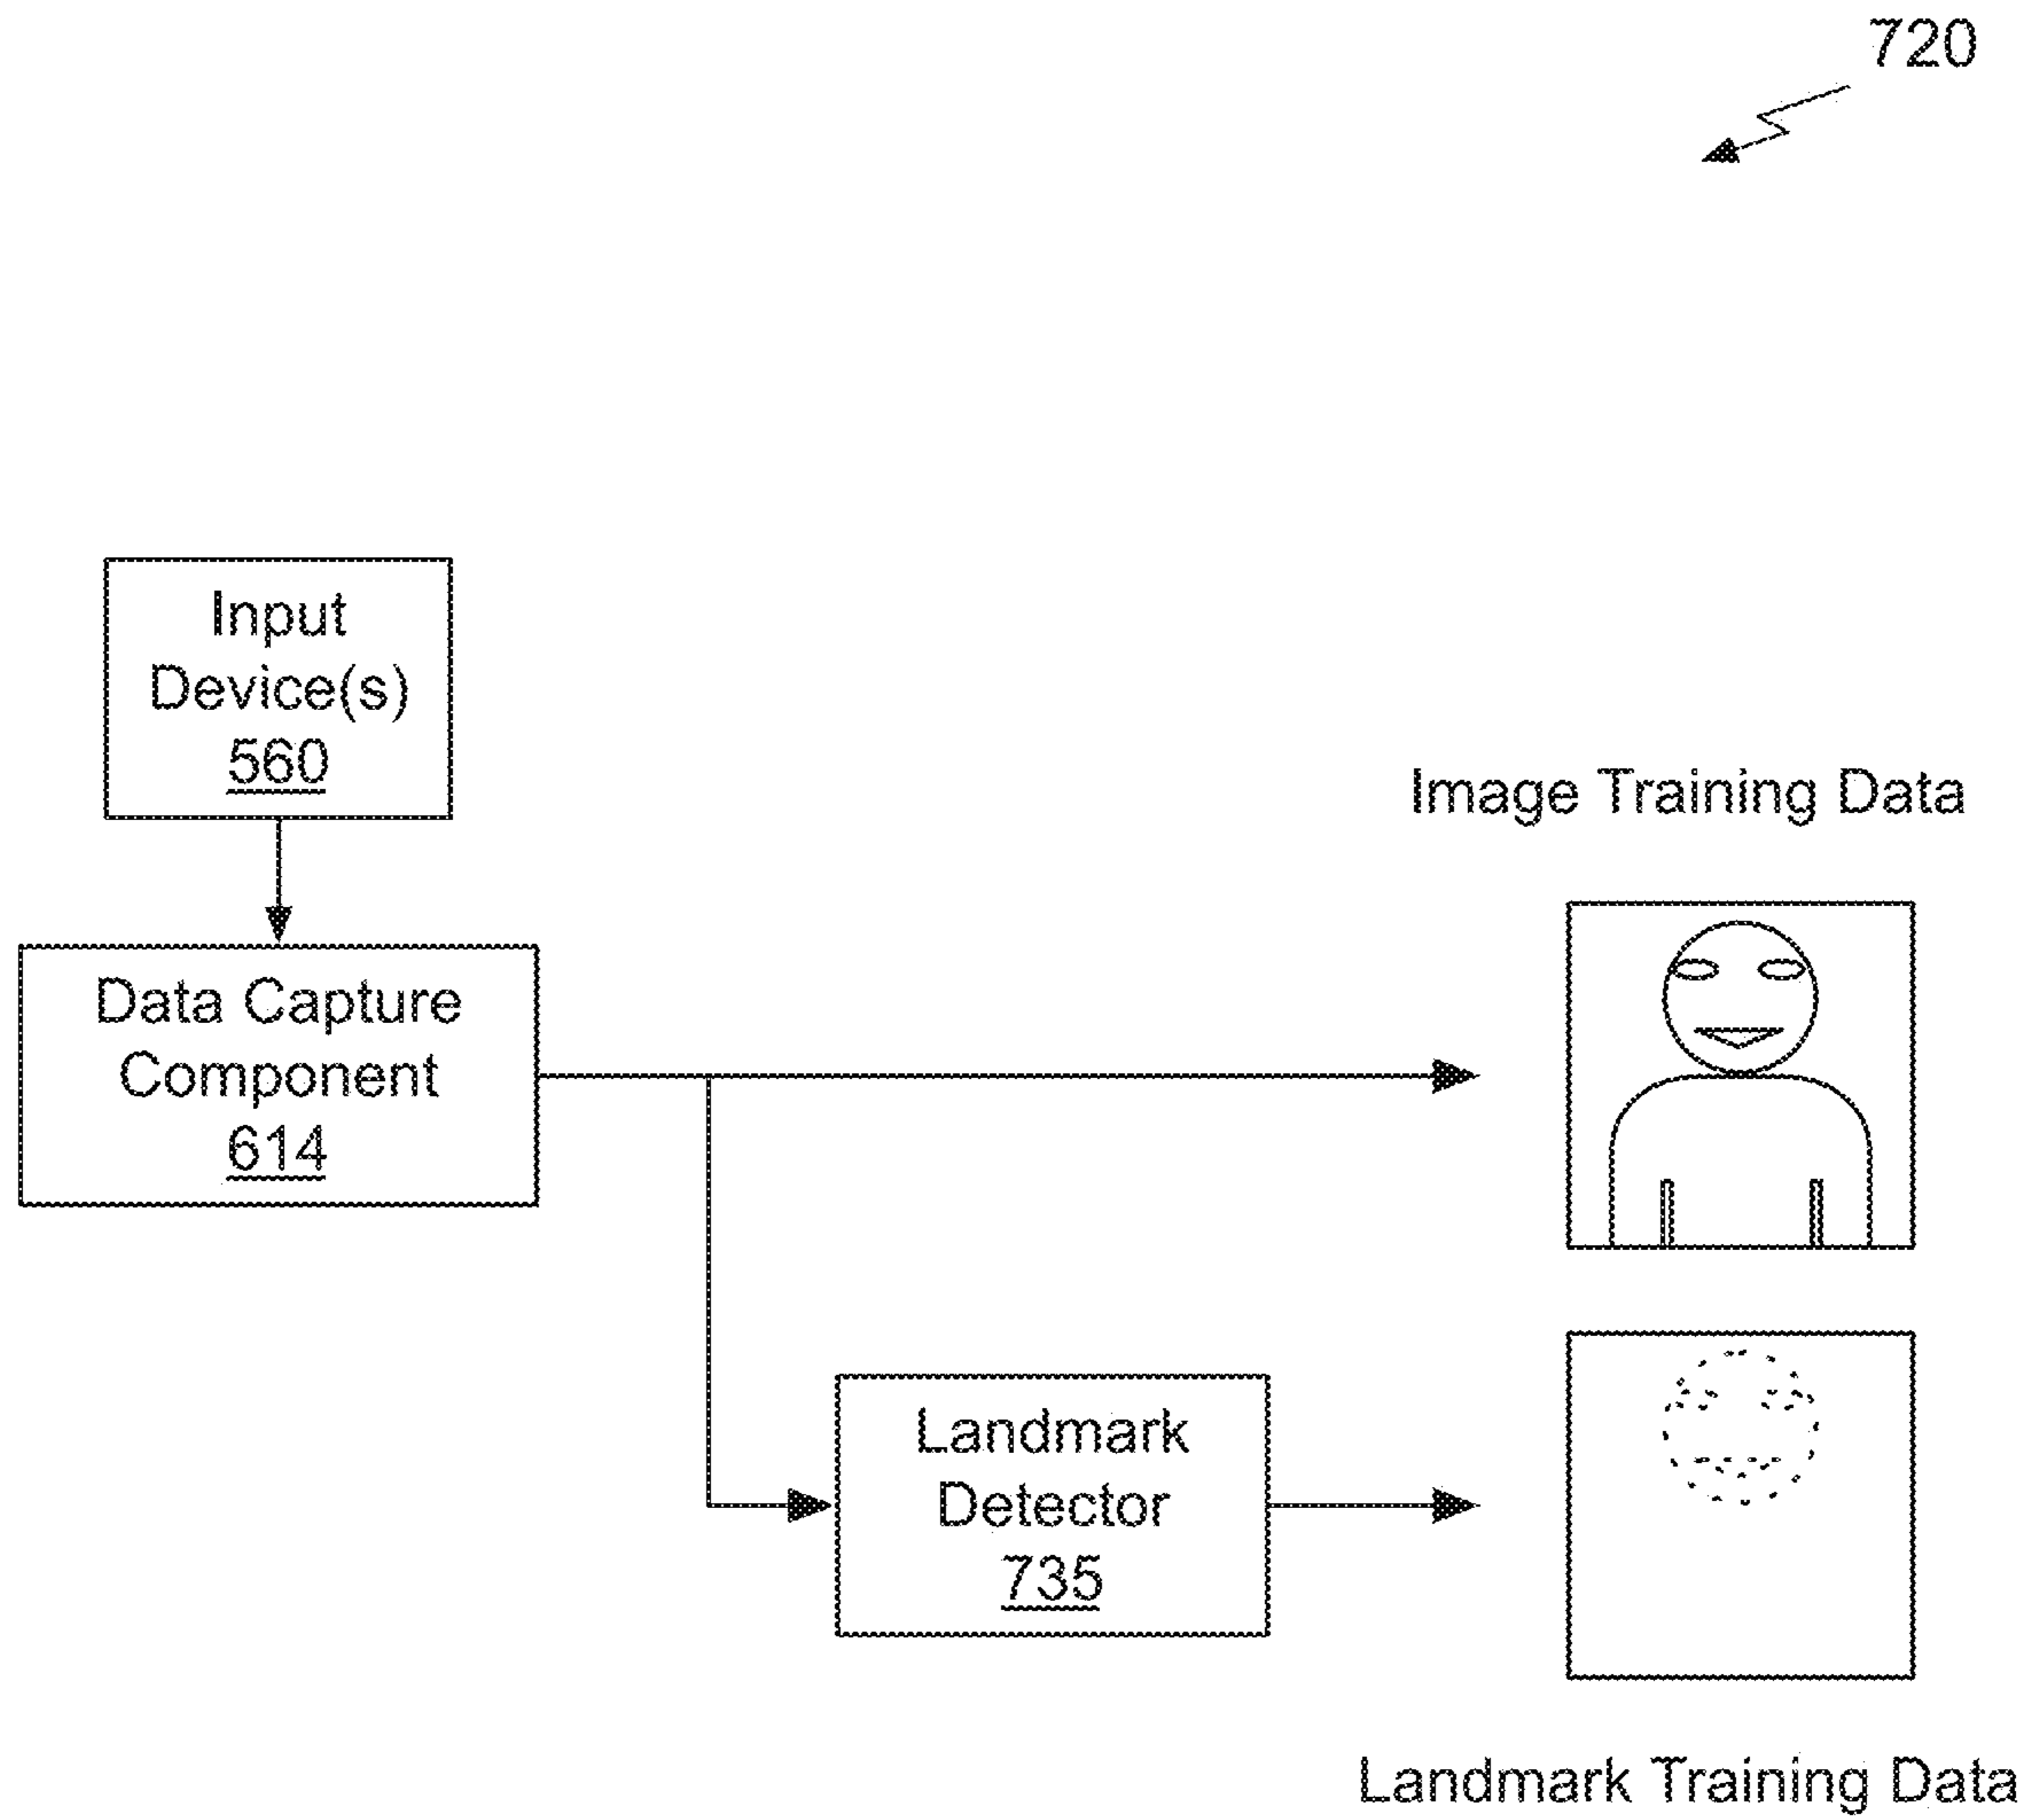 720
Input
Device(s)
560
Image Training Data
Data Capture
Component
614
Landmark
Detector
735
Landmark Training Data